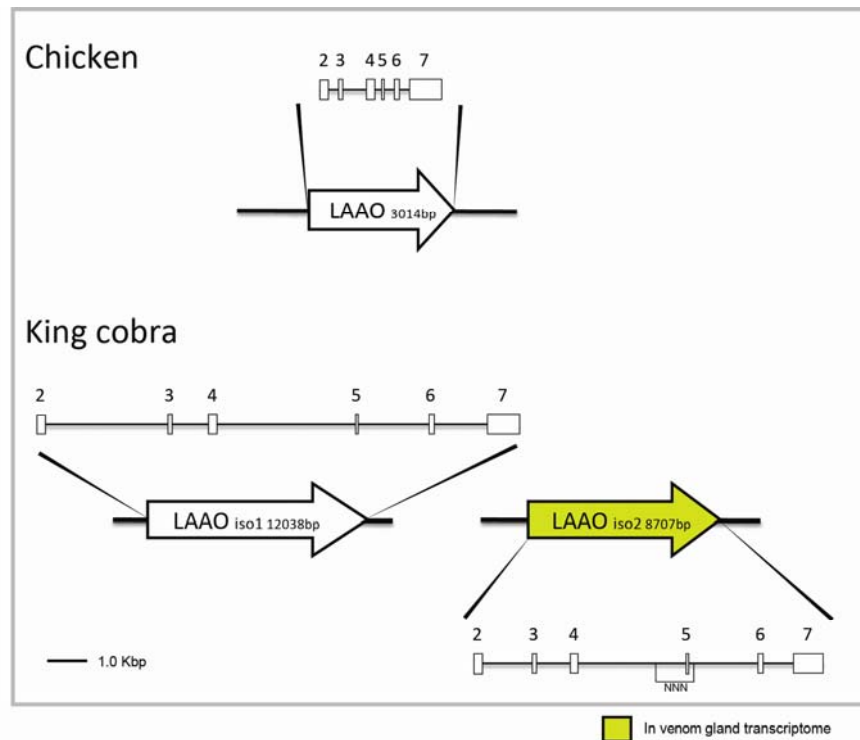 Chicken
2 3 4 5 6 7
LAAO 3014bp
King cobra
2 3 4 5 6 7
LAAO iso1 12038bp
LAAO iso2 8707bp
2 3 4 5 6 7
NNN
1.0 Kbp
In venom gland transcriptome